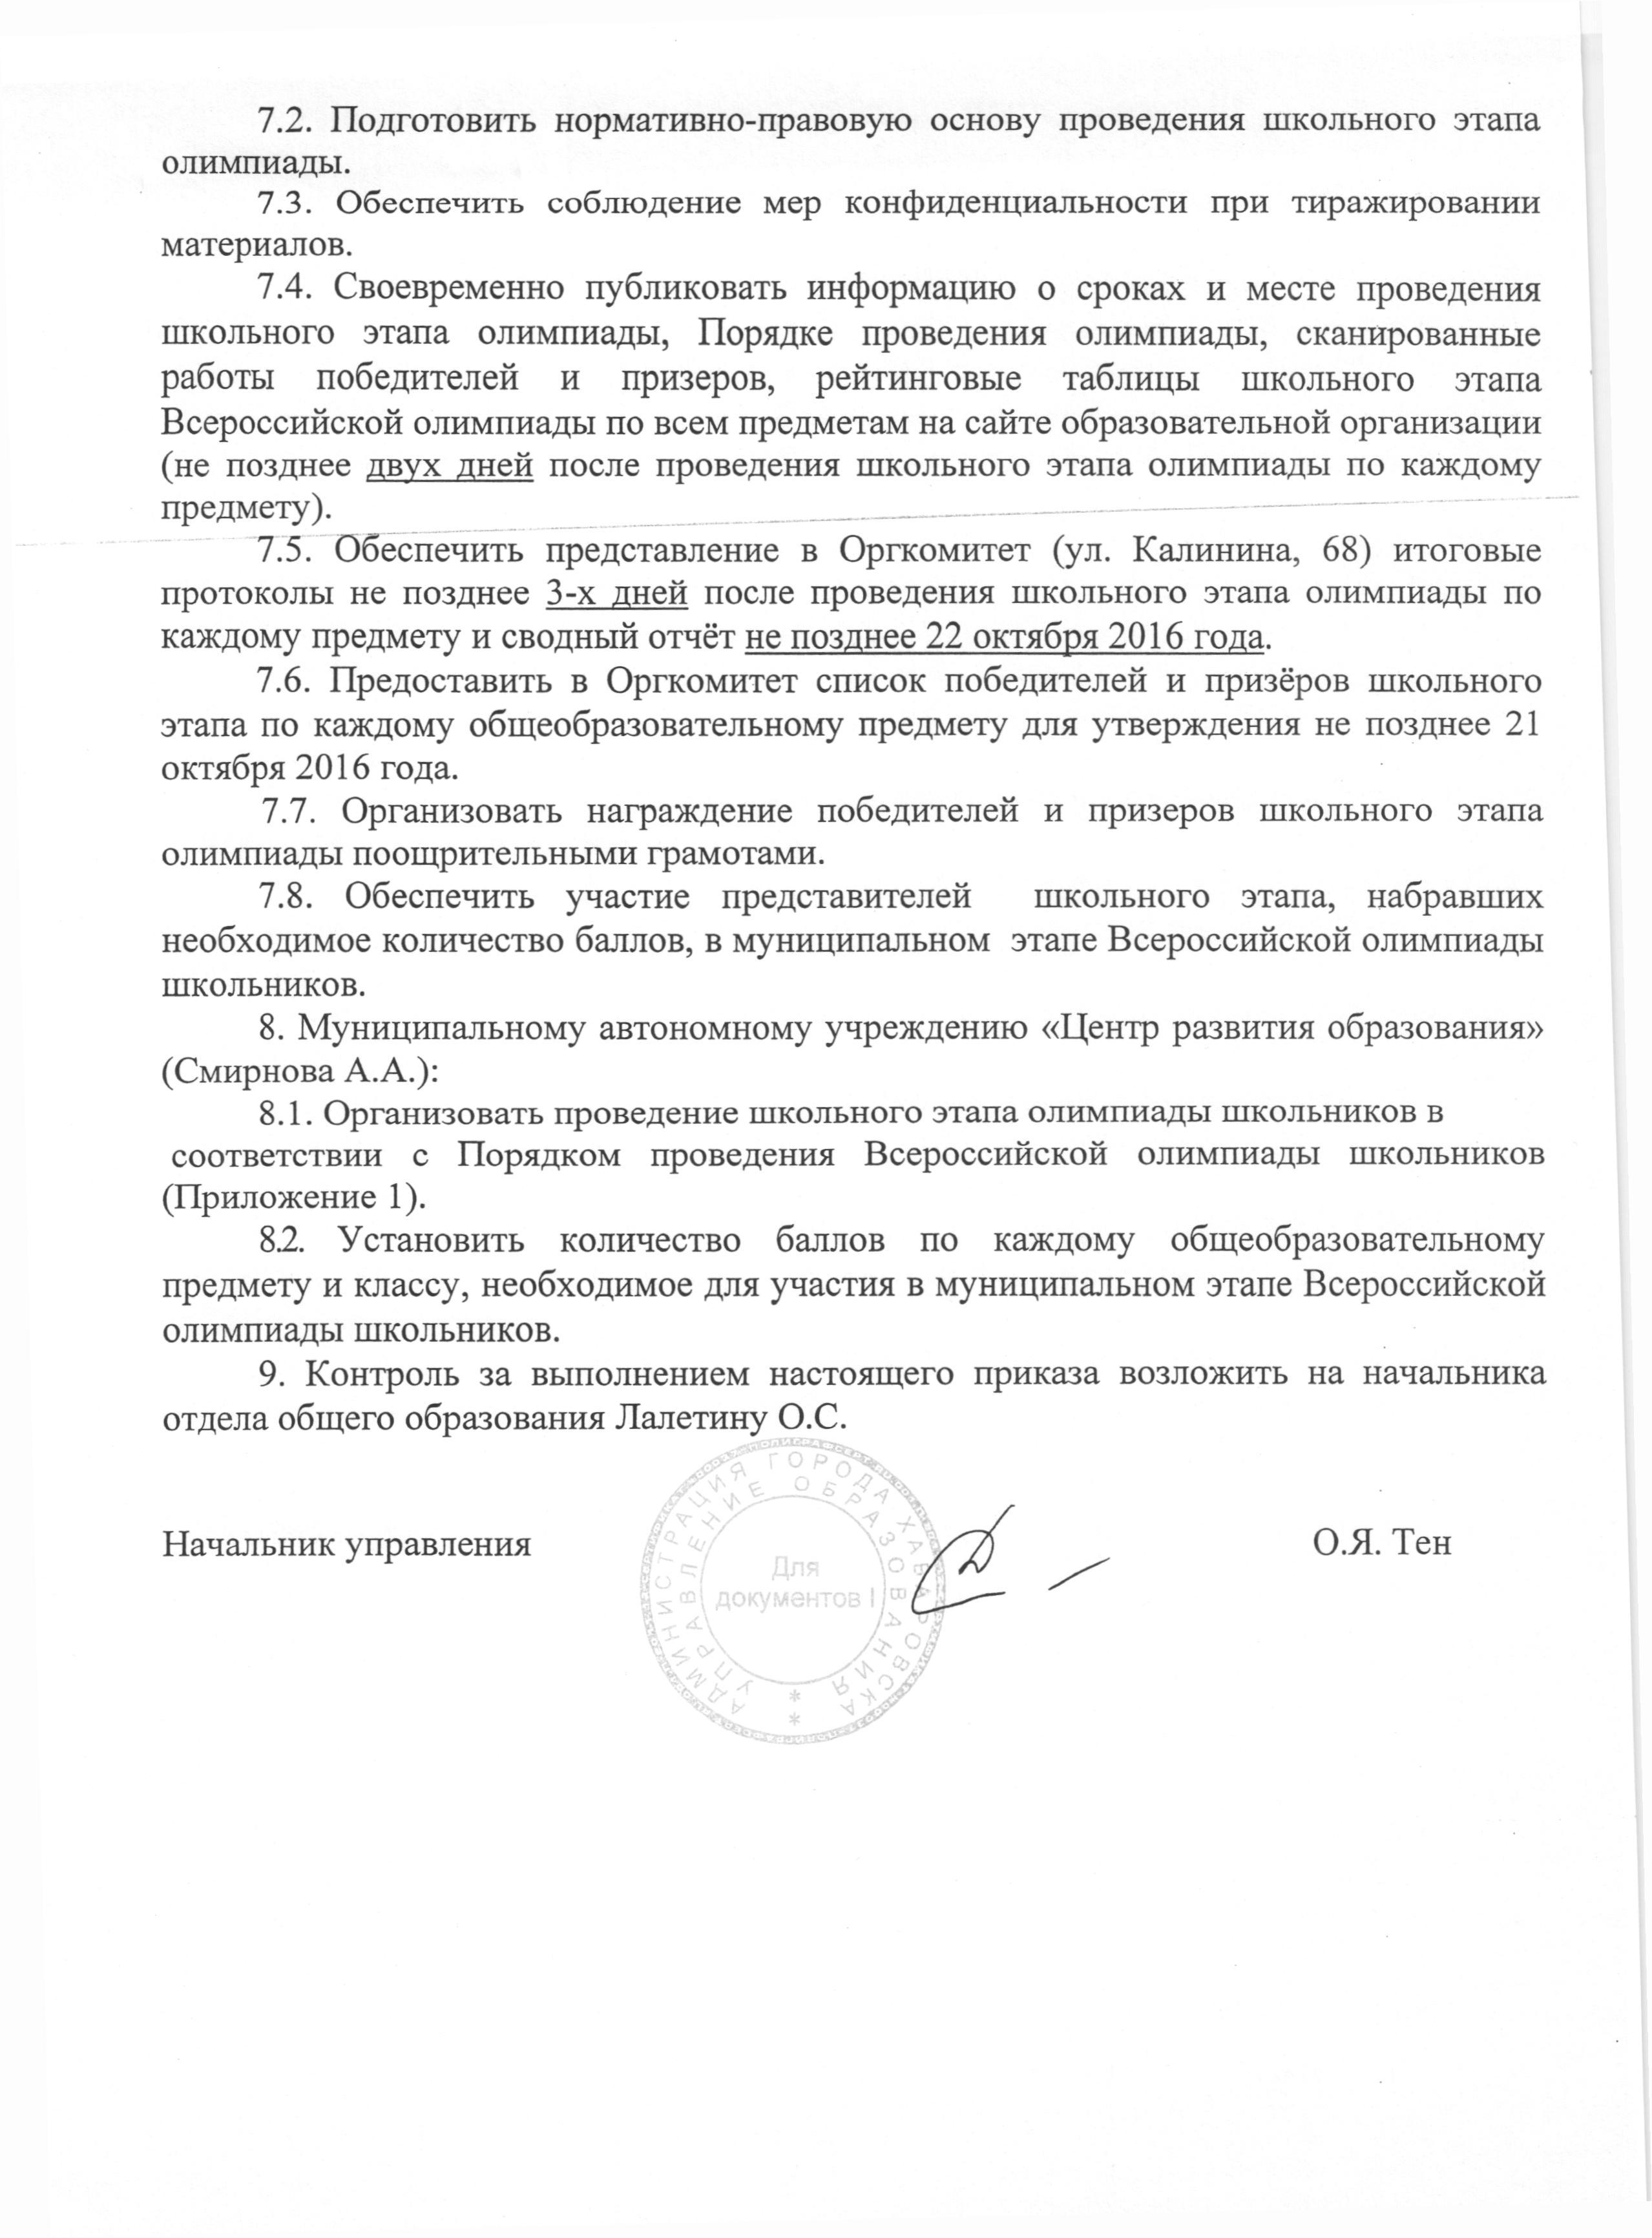 7.2. Подготовить нормативно-правовую основу проведения школьного этапа
олимпиады.
7.3. Обеспечить соблюдение мер конфиденциальности при тиражировании
материалов.
7.4. Своевременно публиковать информацию о сроках и месте проведения
школьного этапа олимпиады, Порядке проведения олимпиады, сканированные
работы победителей и призеров, рейтинговые таблицы школьного этапа
Всероссийской олимпиады по всем предметам на сайте образовательной организации
(не позднее двух дней после проведения школьного этапа олимпиады по каждому
предмету).
7.5. Обеспечить представление в Оргкомитет (ул. Калинина, 68) итоговые
протоколы не позднее 3-х дней после проведения школьного этапа олимпиады по
каждому предмету и сводный отчёт не позднее 22 октября 2016 года.
7.6. Предоставить в Оргкомитет список победителей и призёров школьного
этапа по каждому общеобразовательному предмету для утверждения не позднее 21
октября 2016 года.
7.7. Организовать награждение победителей и призеров школьного этапа
олимпиады поощрительными грамотами.
7.8. Обеспечить участие представителей школьного этапа, набравших
необходимое количество баллов, в муниципальном этапе Всероссийской олимпиады
школьников.
8. Муниципальному автономному учреждению «Центр развития образования»
(Смирнова А.А.):
8.1. Организовать проведение школьного этапа олимпиады школьников в
соответствии с Порядком проведения Всероссийской олимпиады школьников
(Приложение 1).
8.2. Установить количество баллов по каждому общеобразовательному
предмету и классу, необходимое для участия в муниципальном этапе Всероссийской
олимпиады школьников.
9. Контроль за выполнением настоящего приказа возложить на начальника
отдела общего образования Лалетину О.С.
Начальник управления О.Я. Тен
АДМИНИСТРАЦИЯ ГОРОДА ХАБАРОВСКА *
УПРАВЛЕНИЕ ОБРАЗОВАНИЯ *
Для
документов I